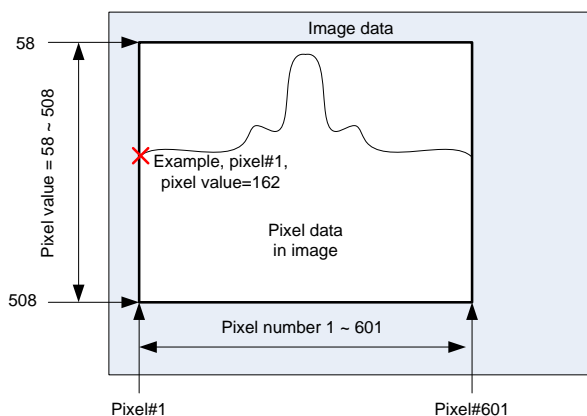 Image data
58
Pixel value = 58 ~ 508
Example, pixel#1,
pixel value=162
Pixel data
in image
508
Pixel number 1 ~ 601
Pixel#1
Pixel#601